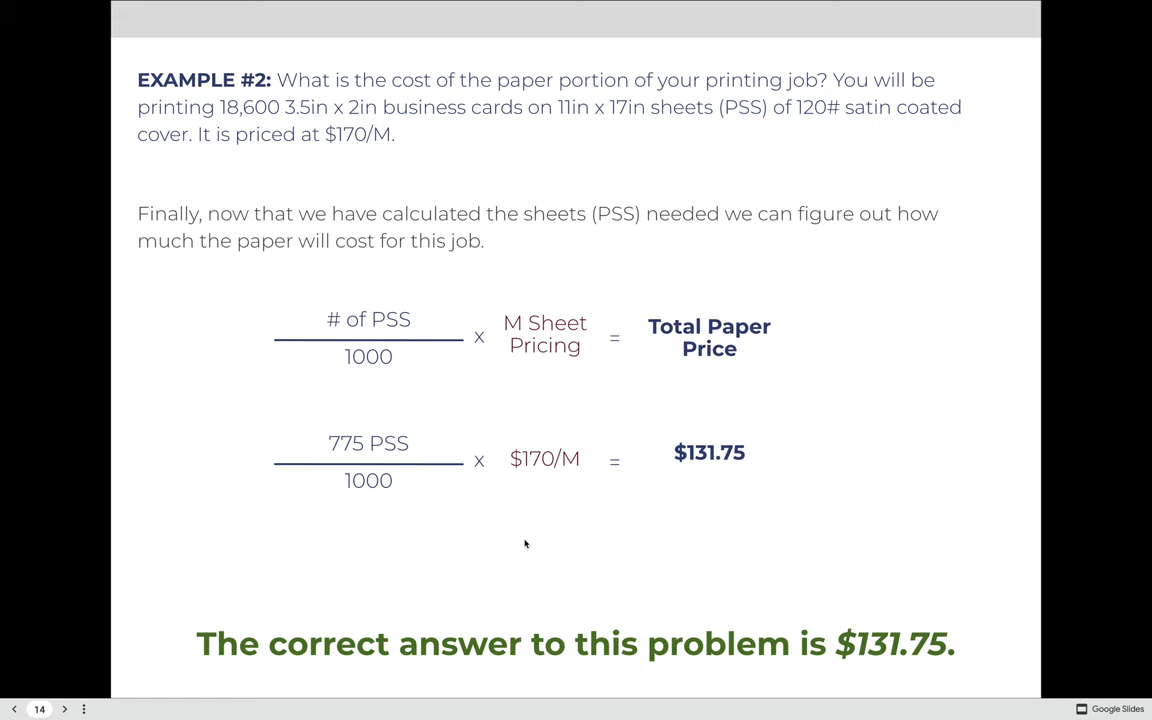 EXAMPLE #2: What is the cost of the paper portion of your printing job? You will be
printing 18,600 3.5in x 2in business cards on 11in x 17in sheets (PSS) of 120# satin coated
cover. It is priced at $170/M.
Finally, now that we have calculated the sheets (PSS) needed we can figure out how
much the paper will cost for this job.
# of PSS
1000
x
M Sheet
Pricing
=
Total Paper
Price
775 PSS
1000
x
$170/M
=
$131.75
The correct answer to this problem is $131.75.
14
Google Slides